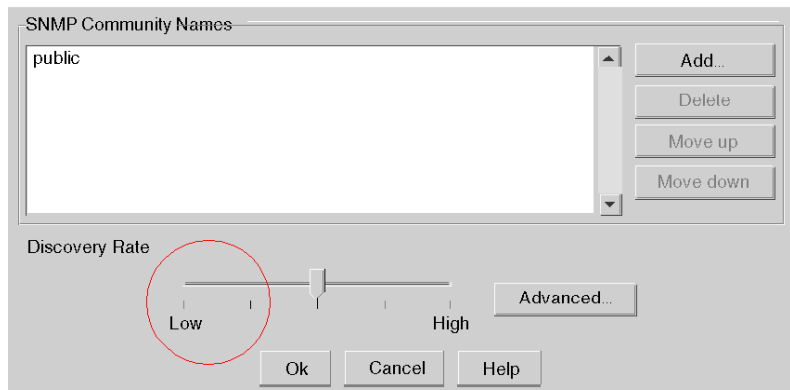 SNMP Community Names
public
Add...
Delete
Move up
Move down
Discovery Rate
Low
High
Advanced...
Ok
Cancel
Help